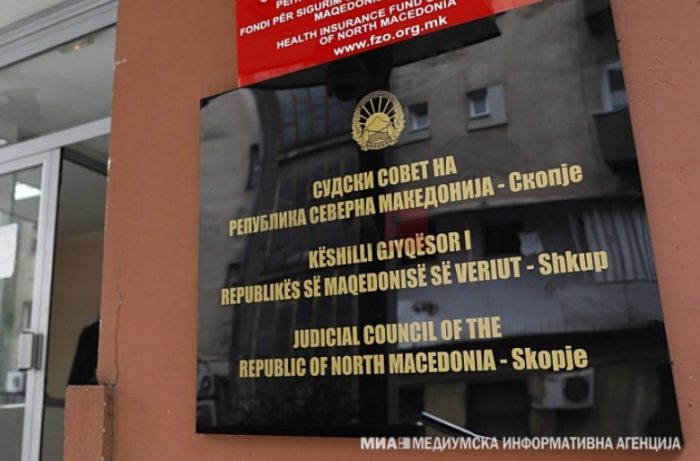 FONDI PËR SIGURIM
MAQEDONI
HEALTH INSURANCE FUND
OF NORTH MACEDONIA
www.fzo.org.mk
СУДСКИ СОВЕТ НА
РЕПУБЛИКА СЕВЕРНА МАКЕДОНИЈА - Скопје
KËSHILLI GJYQËSOR I
REPUBLIKËS SË MAQEDONISË SË VERIUT - Shkup
JUDICIAL COUNCIL OF THE
REPUBLIC OF NORTH MACEDONIA - Skopje
МИА МЕДИУМСКА ИНФОРМАТИВНА АГЕНЦИЈА